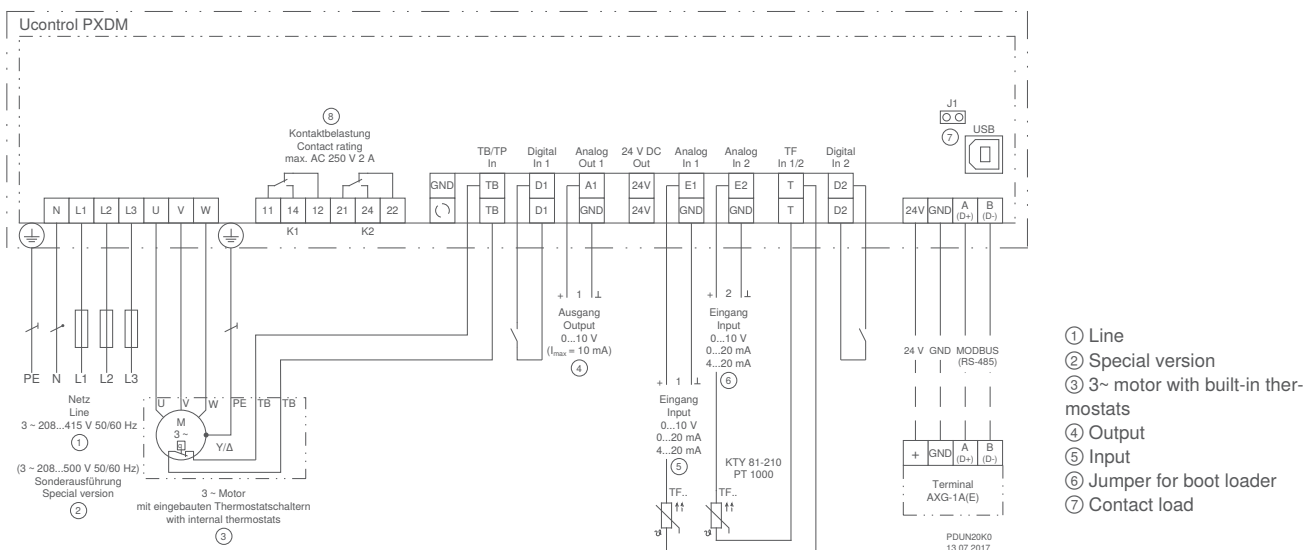 Ucontrol PXDM
J1
⑦
USB
⑧
Kontaktbelastung
Contact rating
max. AC 250 V 2 A
TB/TP
In
Digital
In 1
Analog
Out 1
24 V DC
Out
Analog
In 1
Analog
In 2
TF
In 1/2
Digital
In 2
GND TB D1 A1 24V E1 E2 T D2
N L1 L2 L3 U V W
11 14 12 21 24 22
TB D1 GND 24V GND GND T D2
24V GND A (D+) B (D-)
K1 K2
+ 1 ⊥
Ausgang
Output
0...10 V
(Imax = 10 mA)
④
+ 2 ⊥
Eingang
Input
0...10 V
0...20 mA
4...20 mA
⑥
+ 1 ⊥
Eingang
Input
0...10 V
0...20 mA
4...20 mA
⑤
KTY 81-210
PT 1000
TF.. TF..
ϑ ϑ
24 V GND MODBUS
(RS-485)
+ GND A (D+) B (D-)
Terminal
AXG-1A(E)
PDUN20K0
13.07.2017
PE N L1 L2 L3
Netz
Line
3 ~ 208...415 V 50/60 Hz
①
(3 ~ 208...500 V 50/60 Hz)
Sonderausführung
Special version
②
U V W PE TB TB
M
3 ~
Y/Δ
3 ~ Motor
mit eingebauten Thermostatschaltern
with internal thermostats
③
① Line
② Special version
③ 3~ motor with built-in ther-
mostats
④ Output
⑤ Input
⑥ Jumper for boot loader
⑦ Contact load